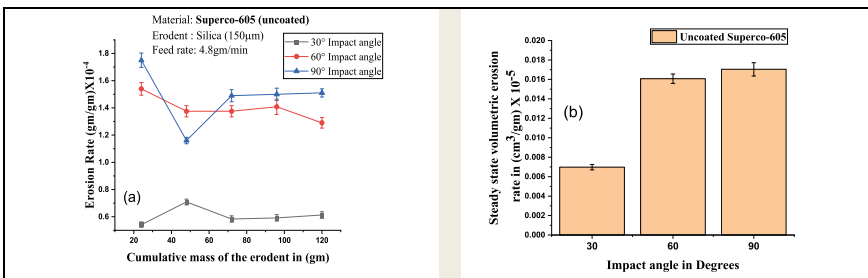 Material: Superco-605 (uncoated)
Erodent : Silica (150µm)
Feed rate: 4.8gm/min
30° Impact angle
60° Impact angle
90° Impact angle
Erosion Rate (gm/gm)X10-4
1.8
1.6
1.4
1.2
1.0
0.8
0.6
(a)
20 40 60 80 100 120
Cumulative mass of the erodent in (gm)
Uncoated Superco-605
Steady state volumetric erosion
rate in (cm3/gm) X 10-5
0.020
0.018
0.016
0.014
0.012
0.010
0.008
0.006
0.004
0.002
0.000
(b)
30 60 90
Impact angle in Degrees